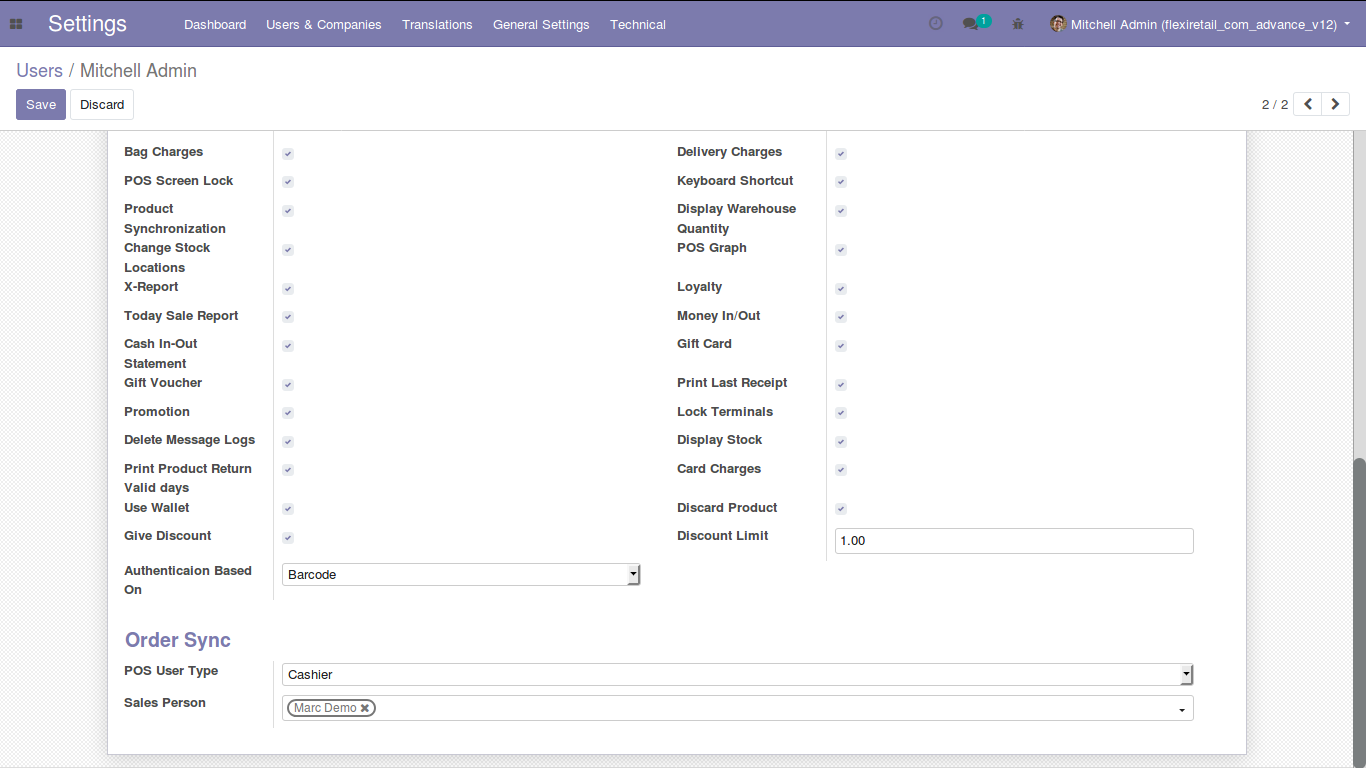 Settings
Dashboard
Users & Companies
Translations
General Settings
Technical
1
Mitchell Admin (flexiretail_com_advance_v12)
Users / Mitchell Admin
Save
Discard
2 / 2
Bag Charges
Delivery Charges
POS Screen Lock
Keyboard Shortcut
Product
Synchronization
Display Warehouse
Quantity
Change Stock
Locations
POS Graph
X-Report
Loyalty
Today Sale Report
Money In/Out
Cash In-Out
Statement
Gift Card
Gift Voucher
Print Last Receipt
Promotion
Lock Terminals
Delete Message Logs
Display Stock
Print Product Return
Valid days
Card Charges
Use Wallet
Discard Product
Give Discount
Discount Limit
1.00
Authenticaion Based
On
Barcode
Order Sync
POS User Type
Cashier
Sales Person
Marc Demo